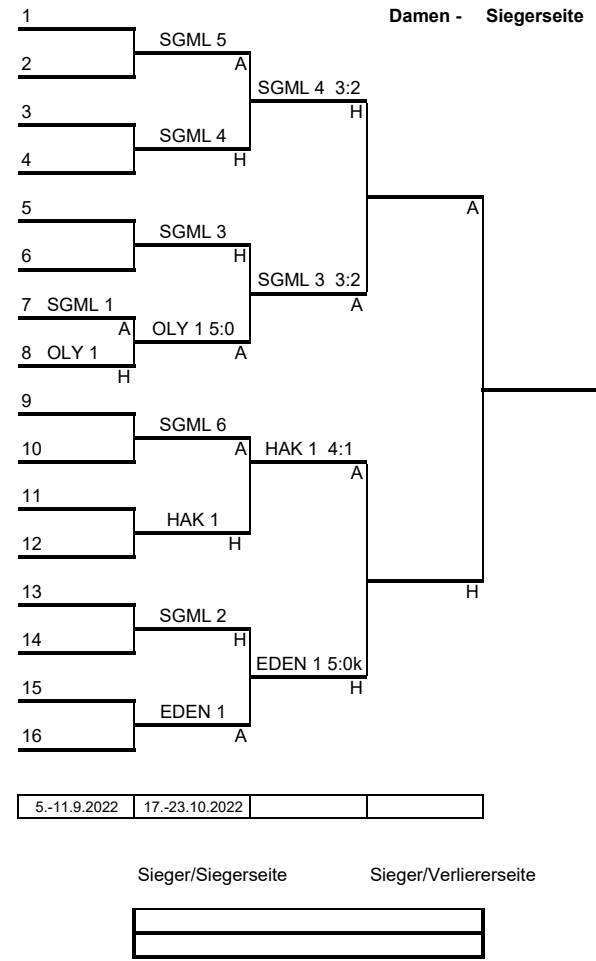 1
Damen - Siegerseite
SGML 5
2
A
SGML 4 3:2
H
3
SGML 4
4
H
A
5
SGML 3
6
H
SGML 3 3:2
A
7 SGML 1
A
OLY 1 5:0
8 OLY 1
A
H
9
SGML 6
10
A
HAK 1 4:1
A
11
HAK 1
12
H
13
H
SGML 2
14
H
EDEN 1 5:0k
H
15
EDEN 1
16
A
5.-11.9.2022 17.-23.10.2022
Sieger/Siegerseite Sieger/Verliererseite